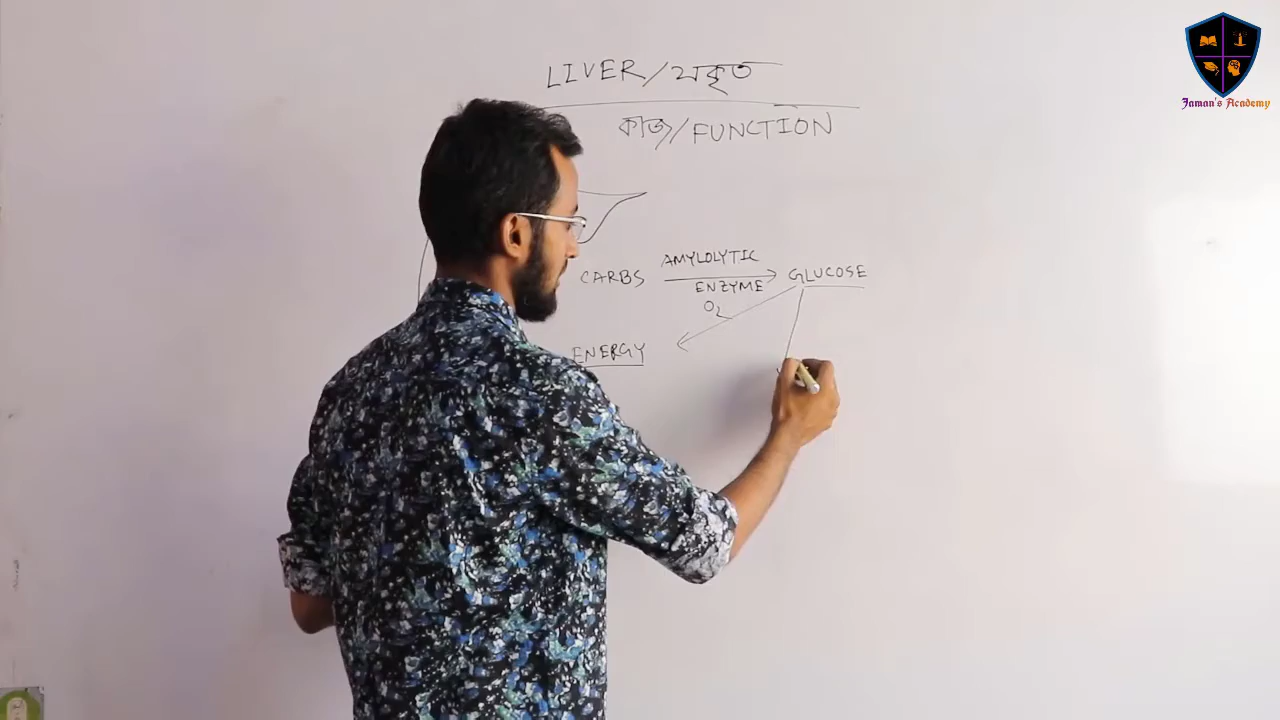 LIVER/যকৃত
কাজ/FUNCTION
CARBS
AMYLOLYTIC
ENZYME
GLUCOSE
O2
ENERGY
Jaman's Academy